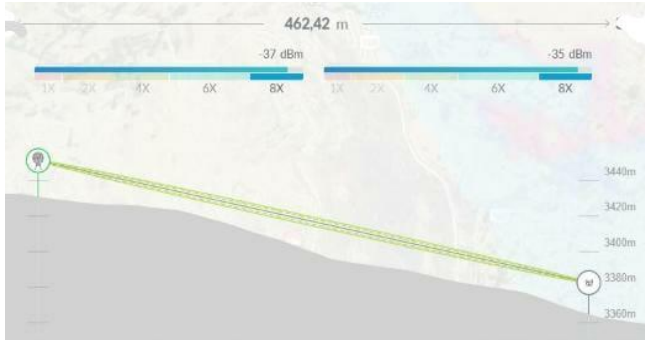 462,42 m
-37 dBm
-35 dBm
1X 2X 4X 6X 8X
1X 2X 4X 6X 8X
3440m
3420m
3400m
3380m
3360m